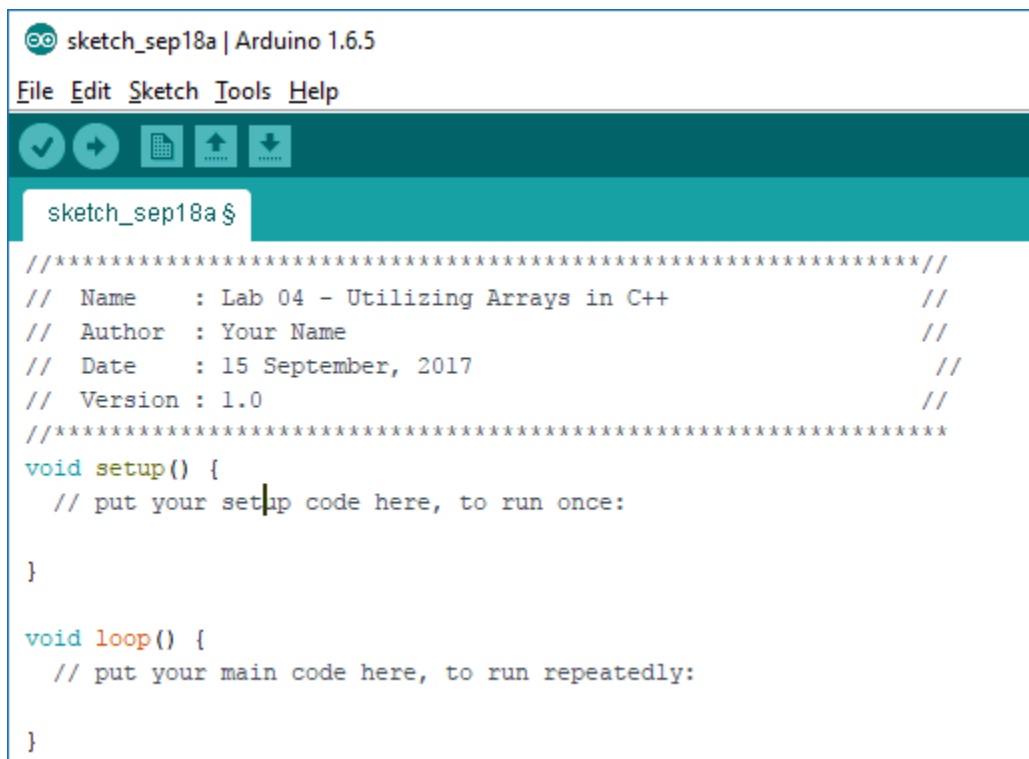 sketch_sep18a | Arduino 1.6.5
File Edit Sketch Tools Help
sketch_sep18a §
//**************************************************************//
//  Name    : Lab 04 - Utilizing Arrays in C++                  //
//  Author  : Your Name                                         //
//  Date    : 15 September, 2017                                 //
//  Version : 1.0                                               //
//****************************************************************
void setup() {
  // put your setup code here, to run once:
}
void loop() {
  // put your main code here, to run repeatedly:
}